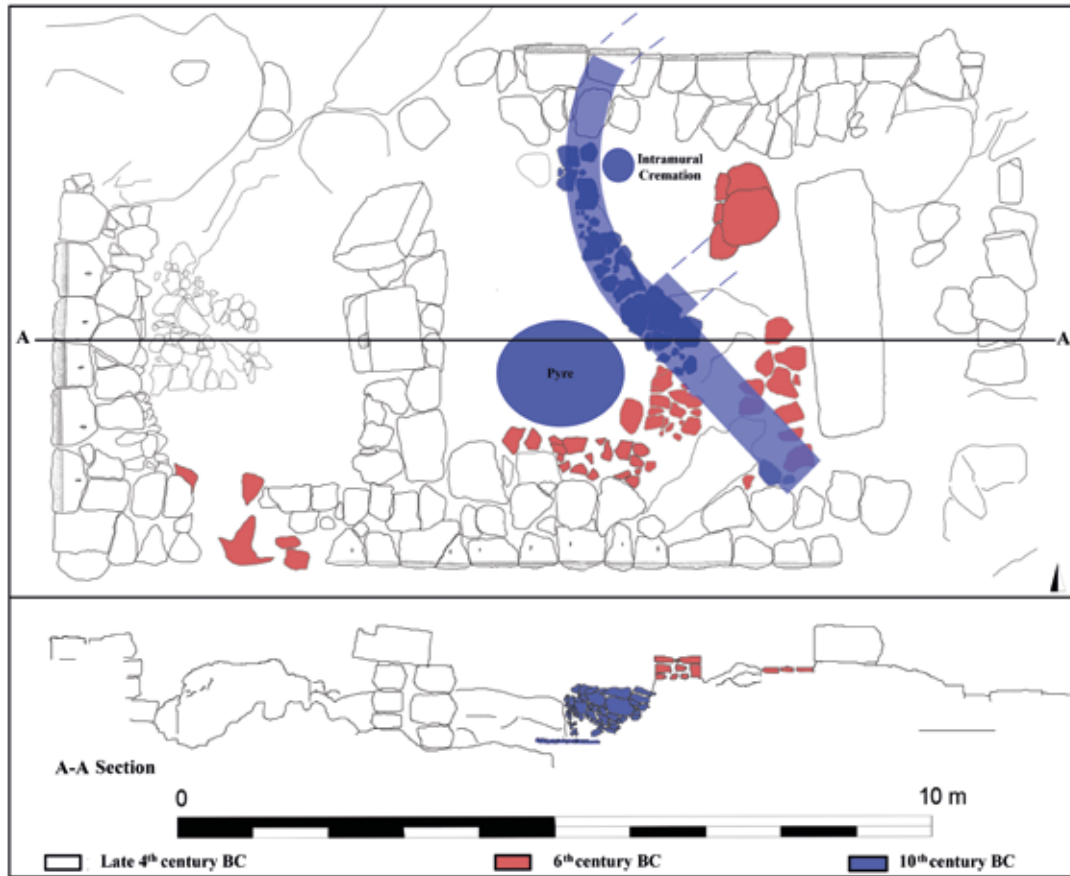 Intramural
Cremation
A A
Pyre
A-A Section
0 10 m
Late 4th century BC 6th century BC 10th century BC